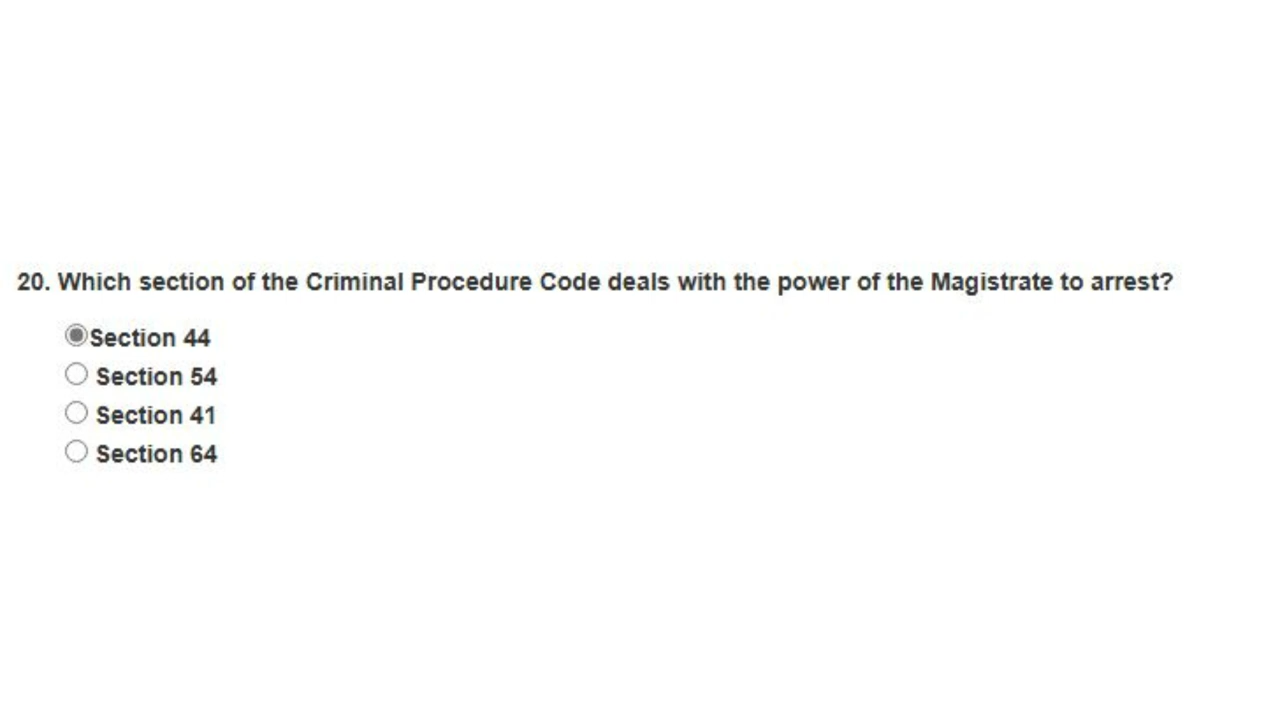 20. Which section of the Criminal Procedure Code deals with the power of the Magistrate to arrest?
Section 44
Section 54
Section 41
Section 64